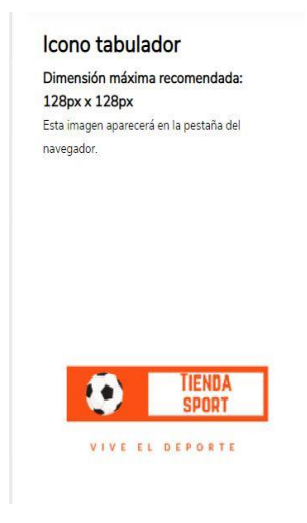 Icono tabulador
Dimensión máxima recomendada:
128px x 128px
Esta imagen aparecerá en la pestaña del
navegador.
TIENDA
SPORT
VIVE EL DEPORTE